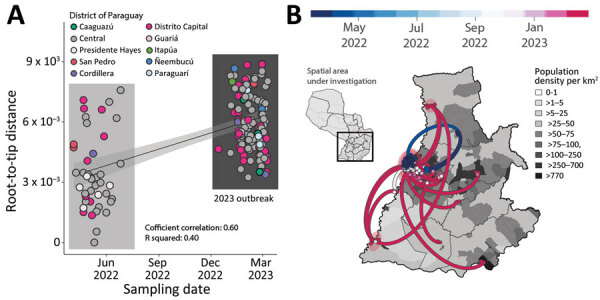 A
District of Paraguay
Caaguazú
Distrito Capital
Central
Guariá
Presidente Hayes
Itapúa
San Pedro
Ñeembucú
Cordillera
Paraguarí
Root-to-tip distance
9 x10⁻³
6 x10⁻³
3 x10⁻³
0
2023 outbreak
Cofficient correlation: 0.60
R squared: 0.40
Jun 2022
Sep 2022
Dec 2022
Mar 2023
Sampling date
B
May 2022
Jul 2022
Sep 2022
Jan 2023
Spatial area
under investigation
Population
density per km²
0-1
>1–5
>5–25
>25–50
>50–75
>75–100,
>100–250
>250–700
>770